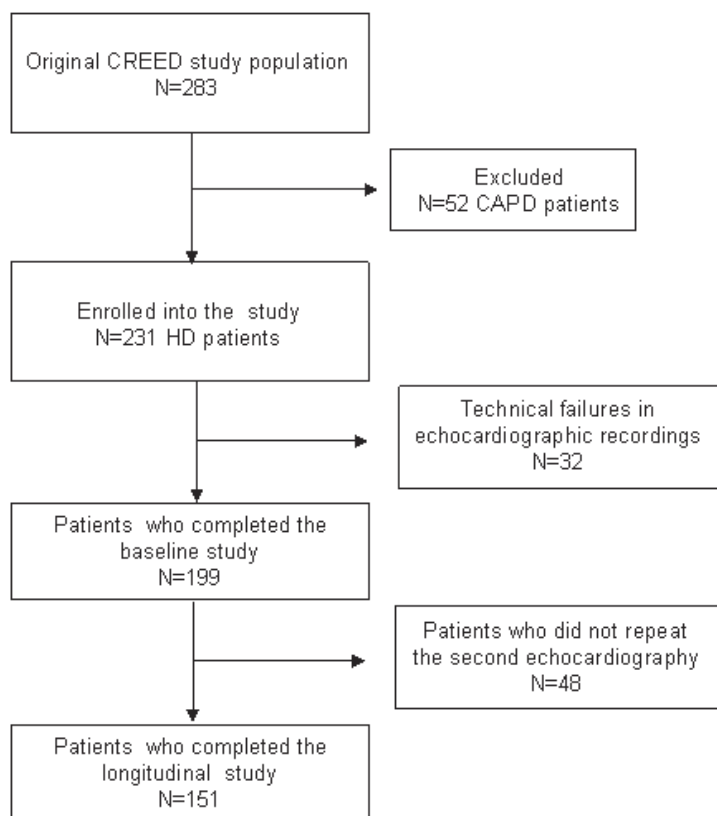 Original CREED study population
N=283
Excluded
N=52 CAPD patients
Enrolled into the study
N=231 HD patients
Technical failures in
echocardiographic recordings
N=32
Patients who completed the
baseline study
N=199
Patients who did not repeat
the second echocardiography
N=48
Patients who completed the
longitudinal study
N=151